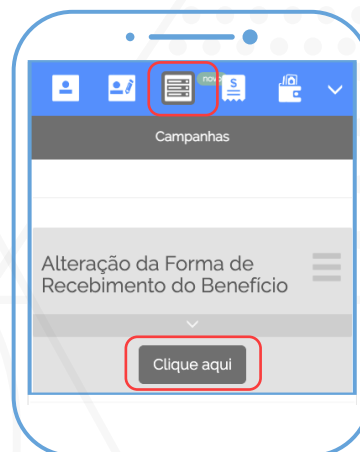 novo
$
Campanhas
Alteração da Forma de
Recebimento do Benefício
Clique aqui